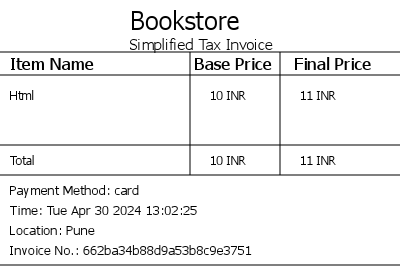 Bookstore
Simplified Tax Invoice
Item Name Base Price Final Price
Html 10 INR 11 INR
Total 10 INR 11 INR
Payment Method: card
Time: Tue Apr 30 2024 13:02:25
Location: Pune
Invoice No.: 662ba34b88d9a53b8c9e3751